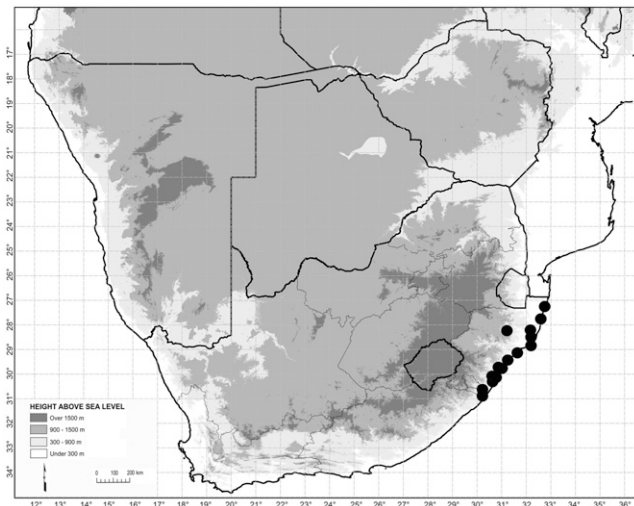 17°
18°
19°
20°
21°
22°
23°
24°
25°
26°
27°
28°
29°
30°
31°
32°
33°
34°
HEIGHT ABOVE SEA LEVEL
Over 1500 m
900 - 1500 m
300 - 900 m
Under 300 m
0 100 200 km
12° 13° 14° 15° 16° 17° 18° 19° 20° 21° 22° 23° 24° 25° 26° 27° 28° 29° 30° 31° 32° 33° 34° 35° 36°